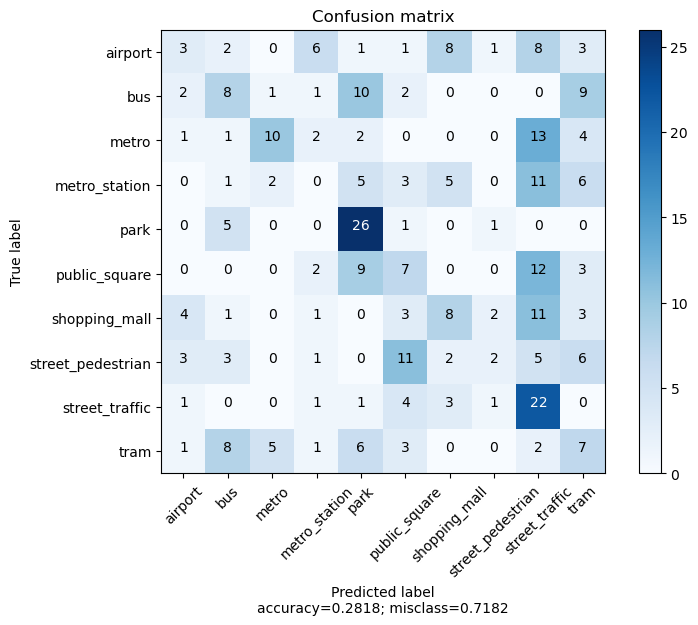 Confusion matrix
airport 3 2 0 6 1 1 8 1 8 3
bus 2 8 1 1 10 2 0 0 0 9
metro 1 1 10 2 2 0 0 0 13 4
metro_station 0 1 2 0 5 3 5 0 11 6
park 0 5 0 0 26 1 0 1 0 0
public_square 0 0 0 2 9 7 0 0 12 3
shopping_mall 4 1 0 1 0 3 8 2 11 3
street_pedestrian 3 3 0 1 0 11 2 2 5 6
street_traffic 1 0 0 1 1 4 3 1 22 0
tram 1 8 5 1 6 3 0 0 2 7
True label
airport bus metro metro_station park public_square shopping_mall street_pedestrian street_traffic tram
Predicted label
accuracy=0.2818; misclass=0.7182
25
20
15
10
5
0